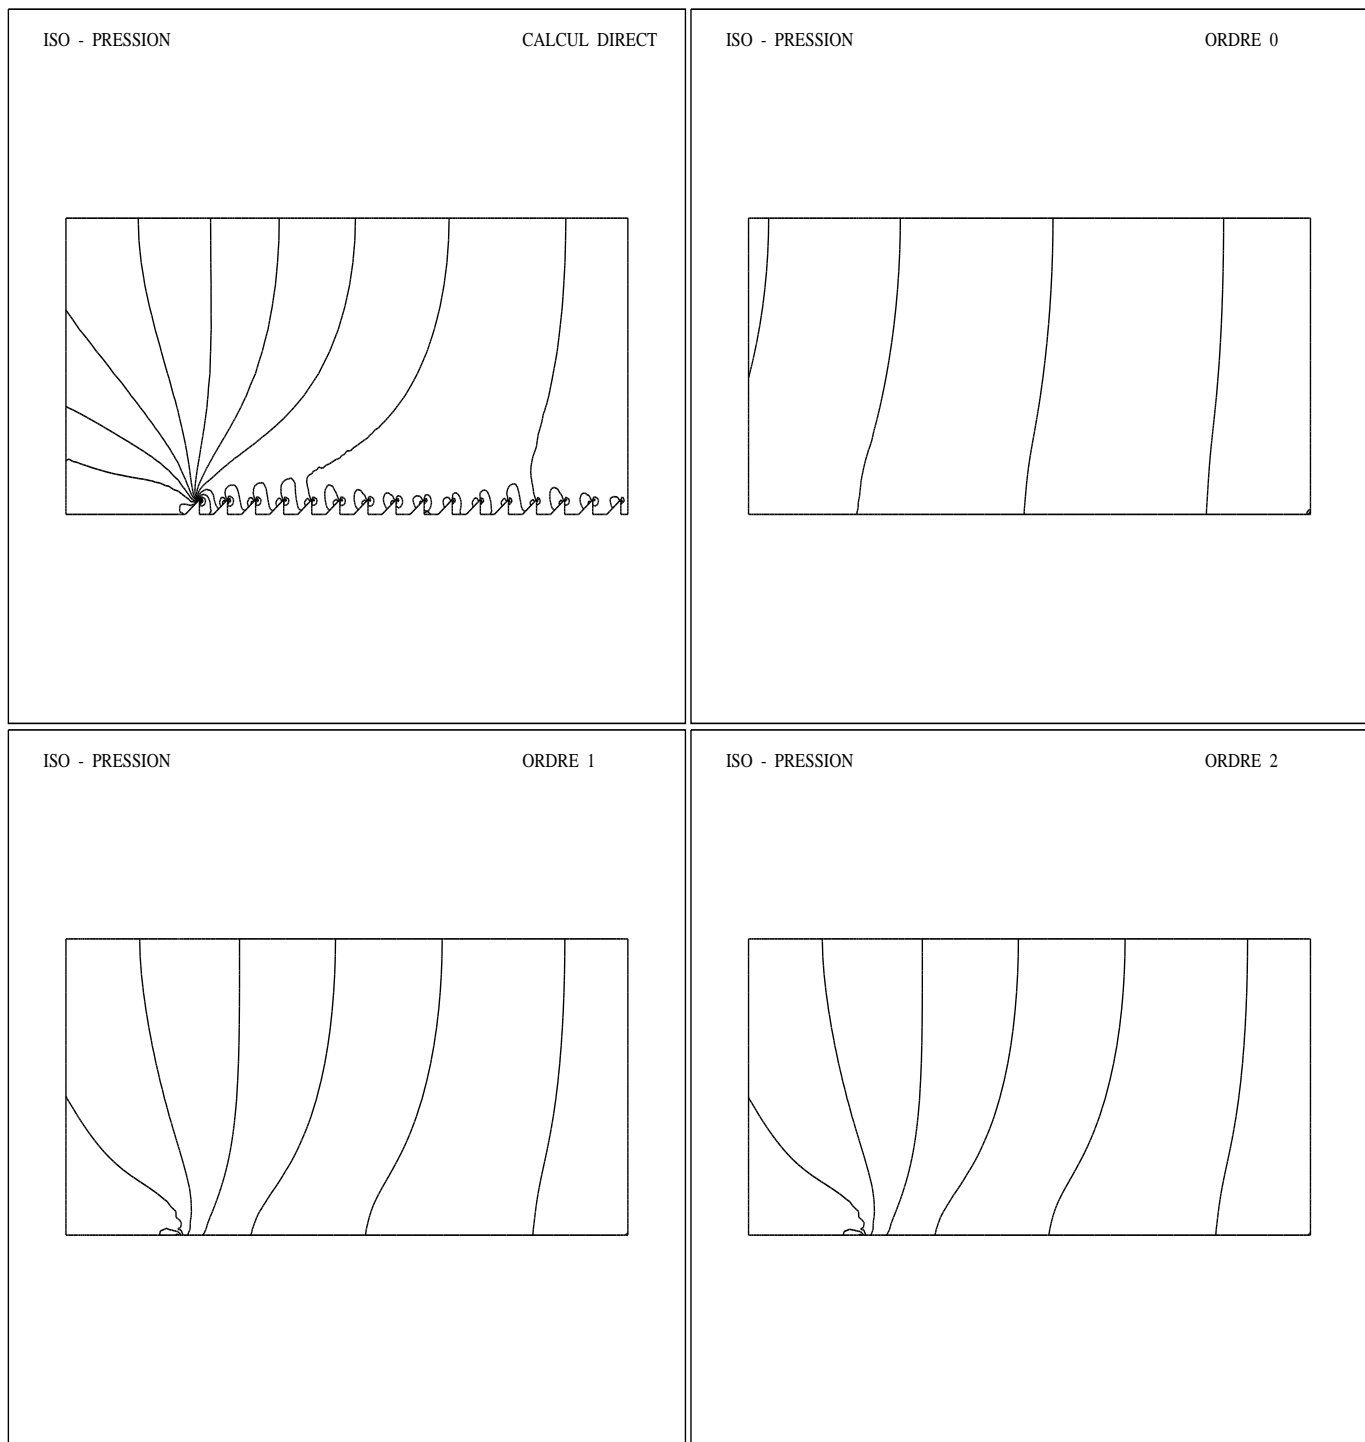 ISO - PRESSION CALCUL DIRECT
ISO - PRESSION ORDRE 0
ISO - PRESSION ORDRE 1
ISO - PRESSION ORDRE 2